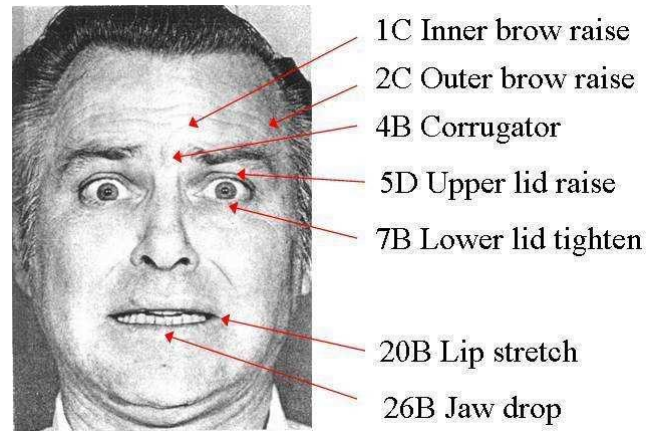 1C Inner brow raise
2C Outer brow raise
4B Corrugator
5D Upper lid raise
7B Lower lid tighten
20B Lip stretch
26B Jaw drop